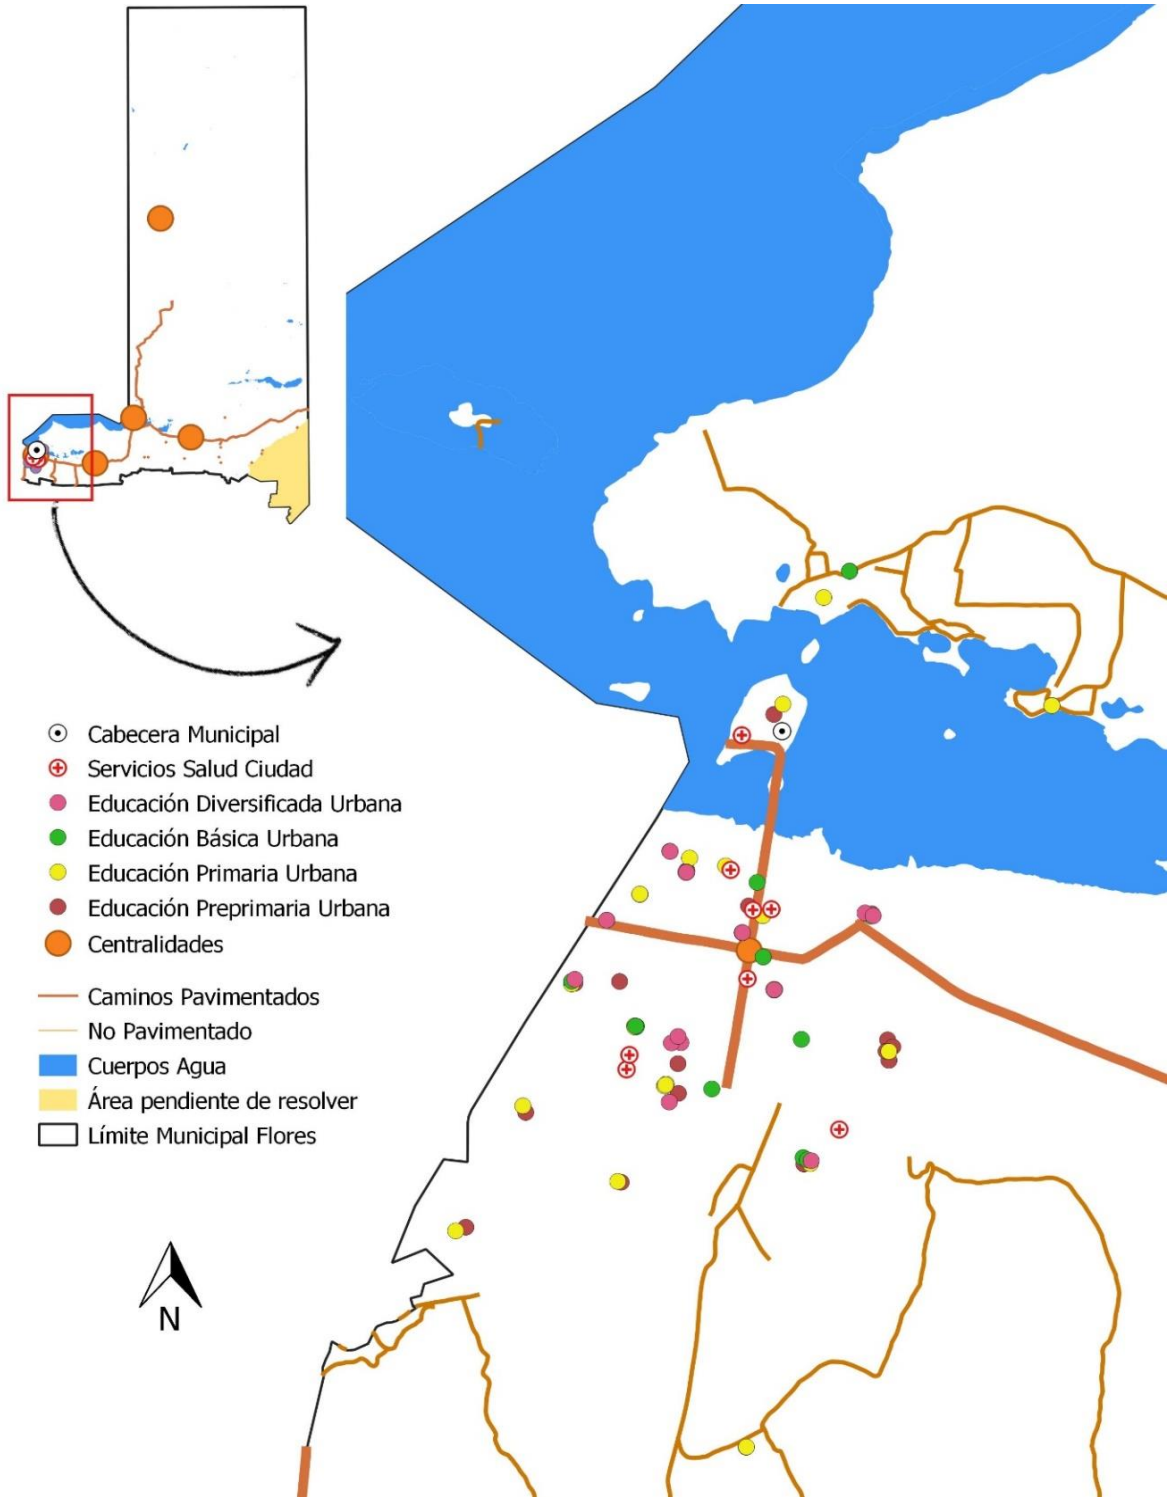 Cabecera Municipal
Servicios Salud Ciudad
Educación Diversificada Urbana
Educación Básica Urbana
Educación Primaria Urbana
Educación Preprimaria Urbana
Centralidades
Caminos Pavimentados
No Pavimentado
Cuerpos Agua
Área pendiente de resolver
Límite Municipal Flores
N